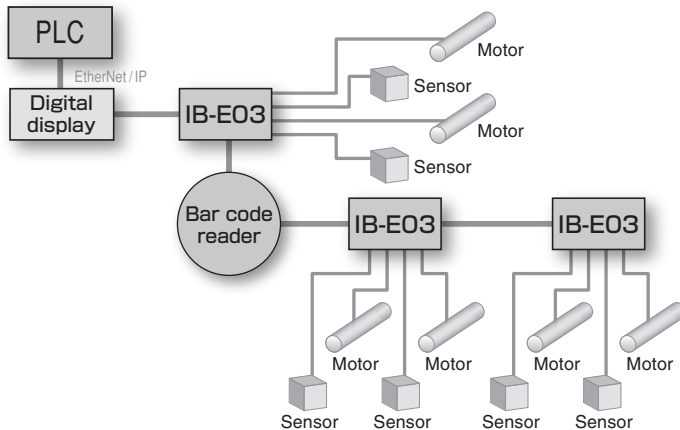 PLC
EtherNet / IP
Digital
display
IB-E03
Motor
Sensor
Motor
Sensor
Bar code
reader
IB-E03
IB-E03
Motor
Motor
Motor
Motor
Sensor
Sensor
Sensor
Sensor